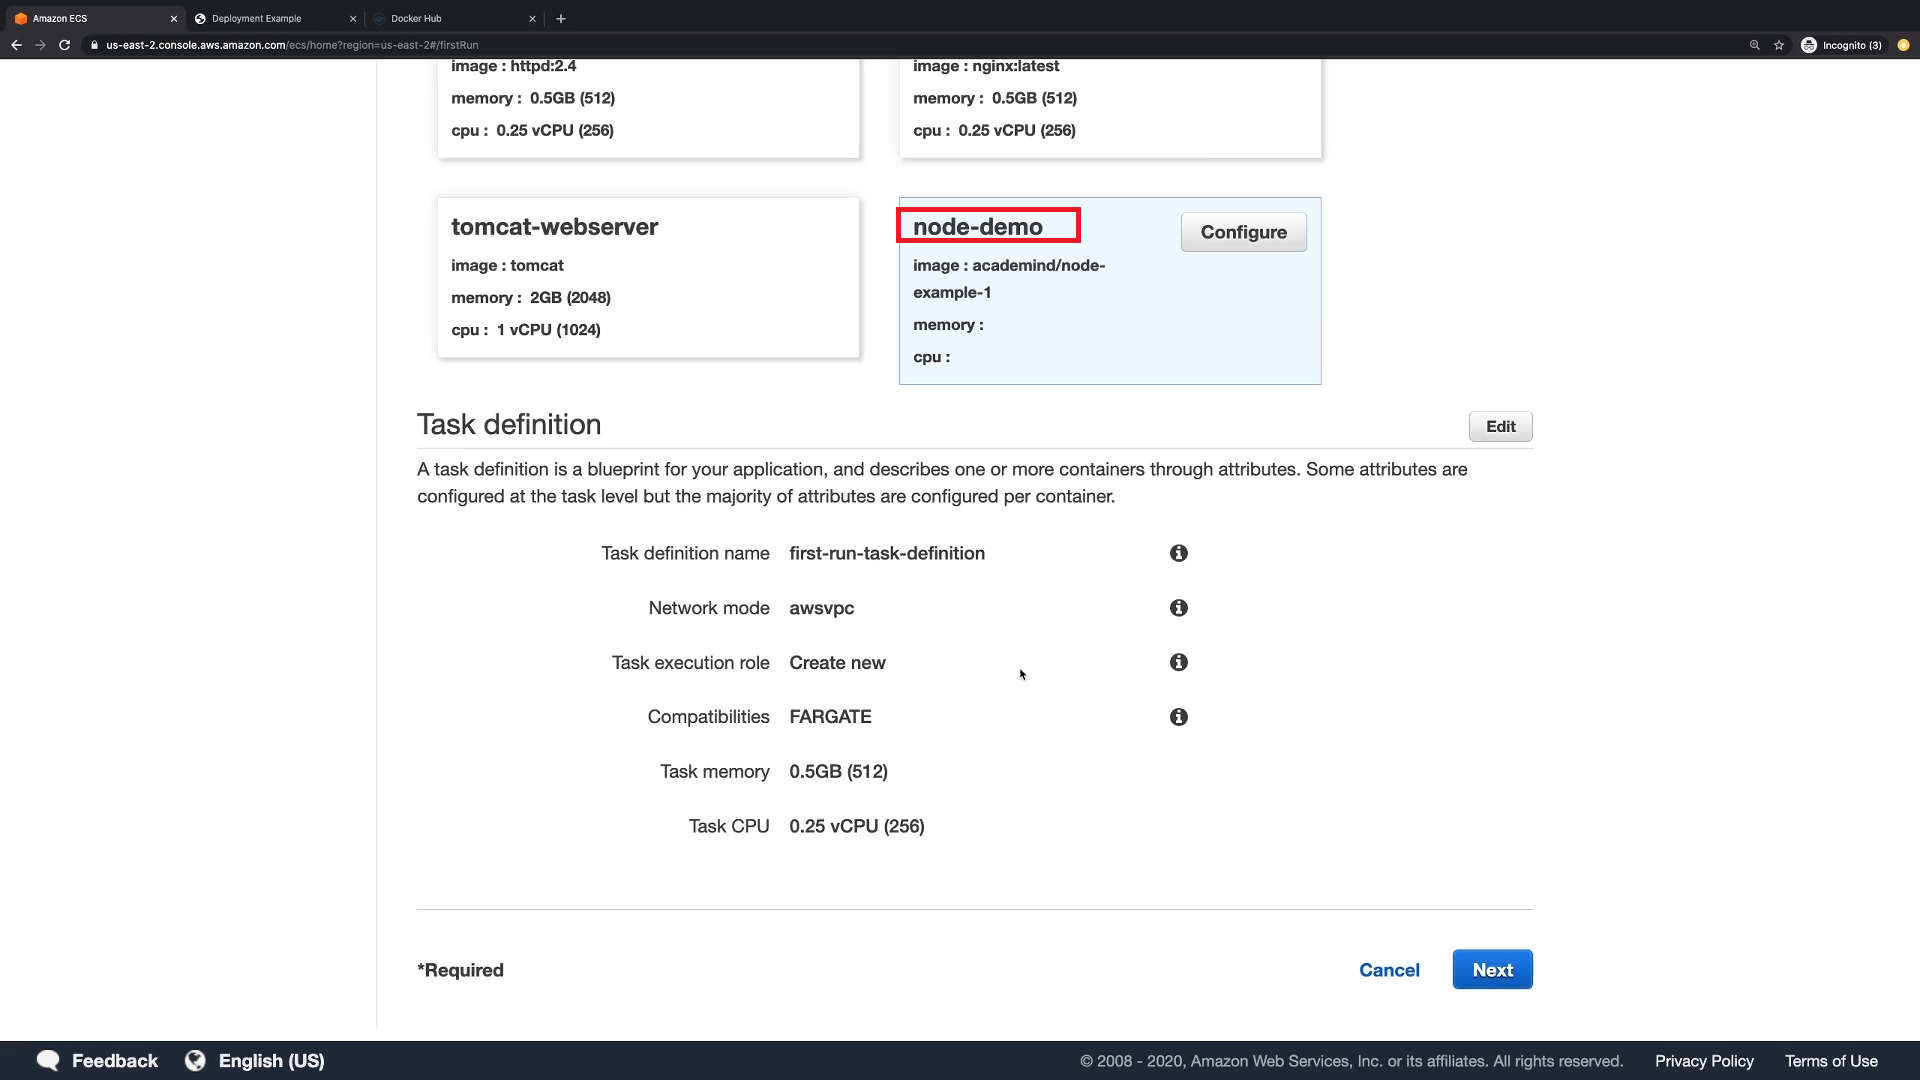 Amazon ECS
Deployment Example
Docker Hub
us-east-2.console.aws.amazon.com/ecs/home?region=us-east-2#/firstRun
Incognito (3)
image : httpd:2.4
memory : 0.5GB (512)
cpu : 0.25 vCPU (256)
image : nginx:latest
memory : 0.5GB (512)
cpu : 0.25 vCPU (256)
tomcat-webserver
image : tomcat
memory : 2GB (2048)
cpu : 1 vCPU (1024)
node-demo
Configure
image : academind/node-
example-1
memory :
cpu :
Task definition
Edit
A task definition is a blueprint for your application, and describes one or more containers through attributes. Some attributes are
configured at the task level but the majority of attributes are configured per container.
Task definition name first-run-task-definition
Network mode awsvpc
Task execution role Create new
Compatibilities FARGATE
Task memory 0.5GB (512)
Task CPU 0.25 vCPU (256)
*Required
Cancel
Next
Feedback
English (US)
© 2008 - 2020, Amazon Web Services, Inc. or its affiliates. All rights reserved.
Privacy Policy
Terms of Use